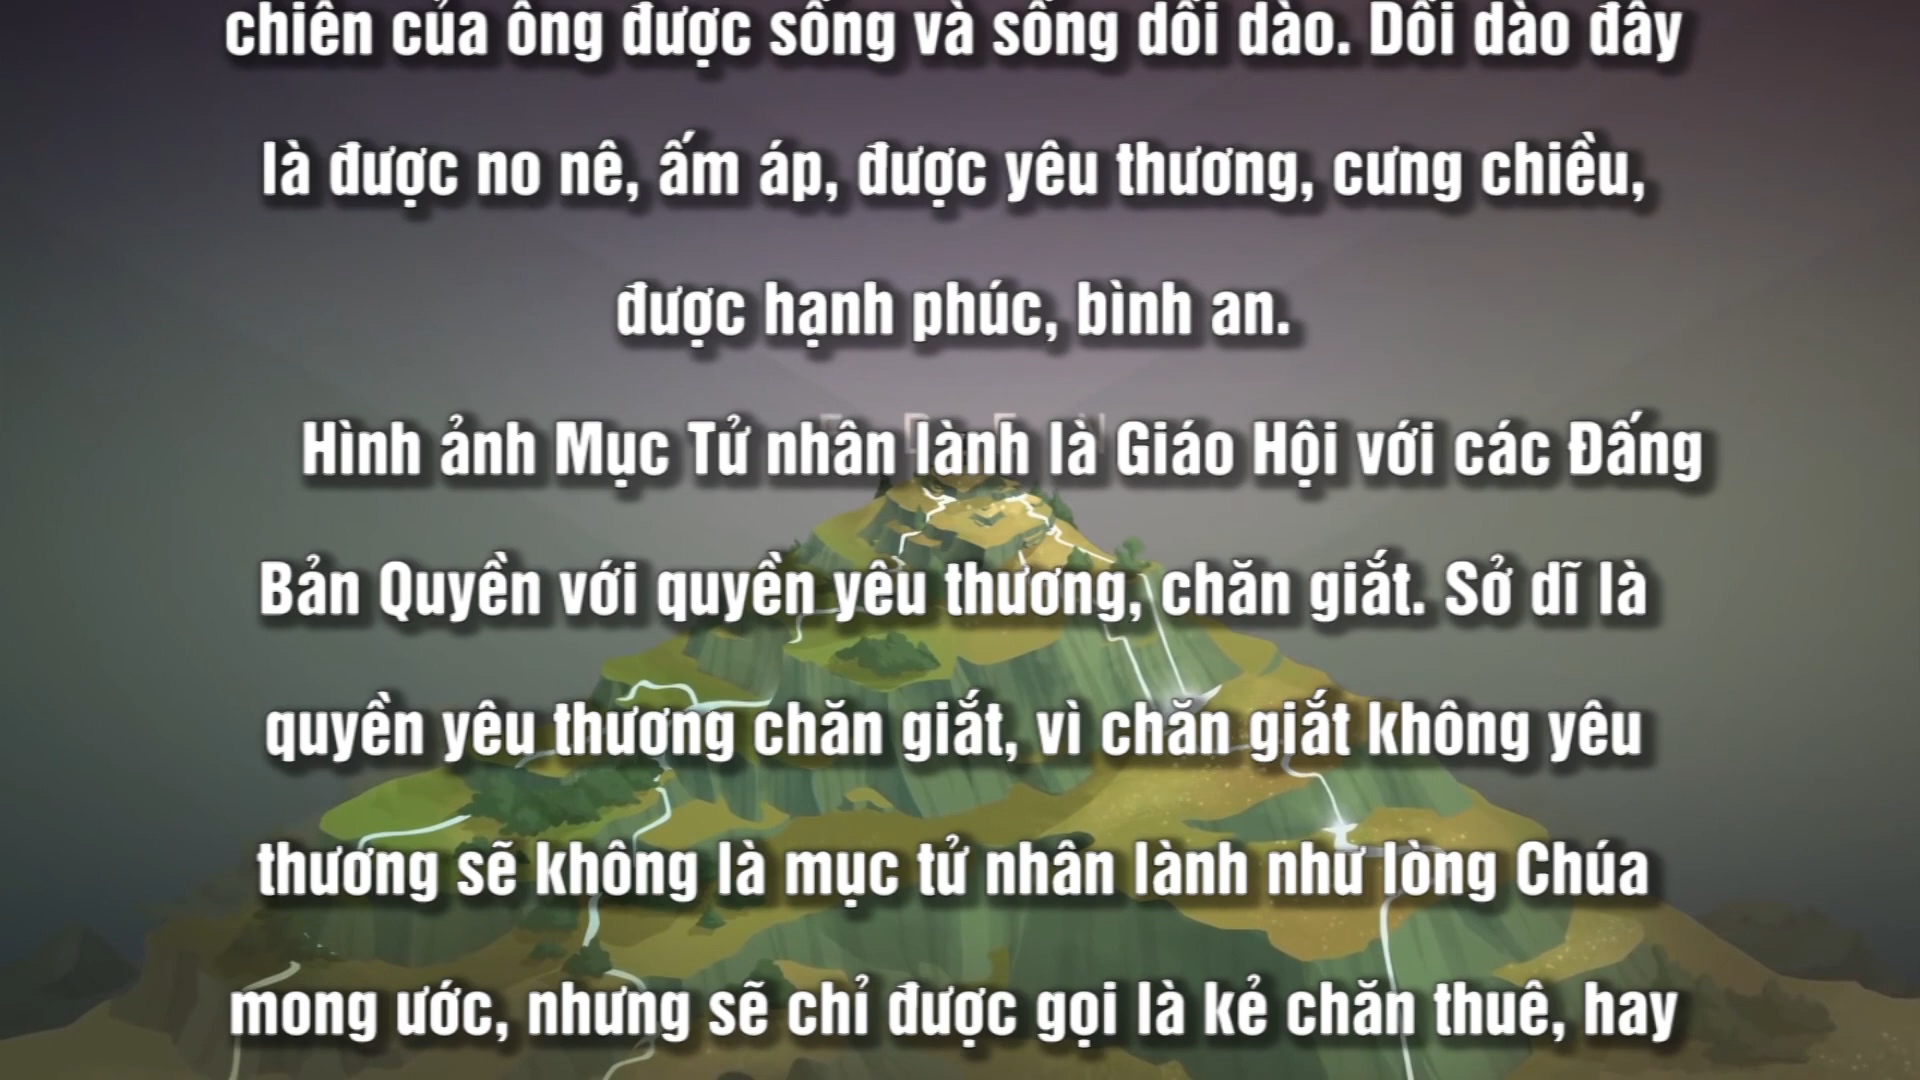 chiên của ông được sống và sống dồi dào. Dồi dào đây
là được no nê, ấm áp, được yêu thương, cưng chiều,
được hạnh phúc, bình an.
Hình ảnh Mục Tử nhân lành là Giáo Hội với các Đấng
Bản Quyền với quyền yêu thương, chăn giắt. Sở dĩ là
quyền yêu thương chăn giắt, vì chăn giắt không yêu
thương sẽ không là mục tử nhân lành như lòng Chúa
mong ước, nhưng sẽ chỉ được gọi là kẻ chăn thuê, hay